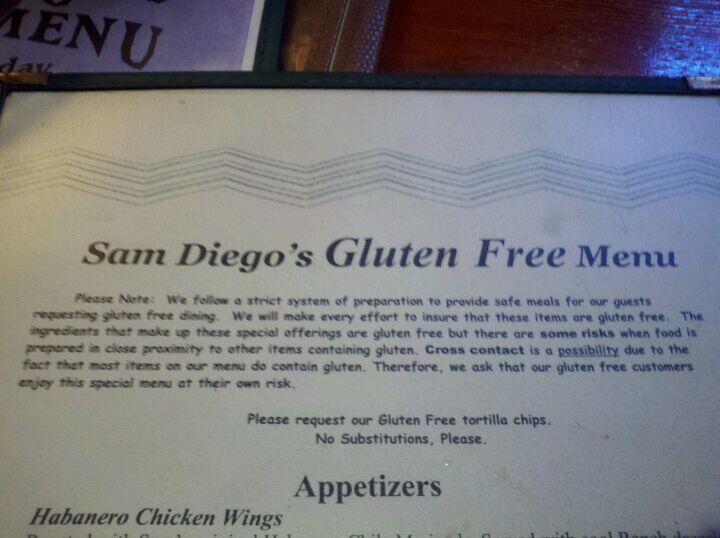 MENU
day
Sam Diego's Gluten Free Menu
Please Note: We follow a strict system of preparation to provide safe meals for our guests
requesting gluten free dining. We will make every effort to insure that these items are gluten free. The
ingredients that make up these special offerings are gluten free but there are some risks when food is
prepared in close proximity to other items containing gluten. Cross contact is a possibility due to the
fact that most items on our menu do contain gluten. Therefore, we ask that our gluten free customers
enjoy this special menu at their own risk.
Please request our Gluten Free tortilla chips.
No Substitutions, Please.
Appetizers
Habanero Chicken Wings